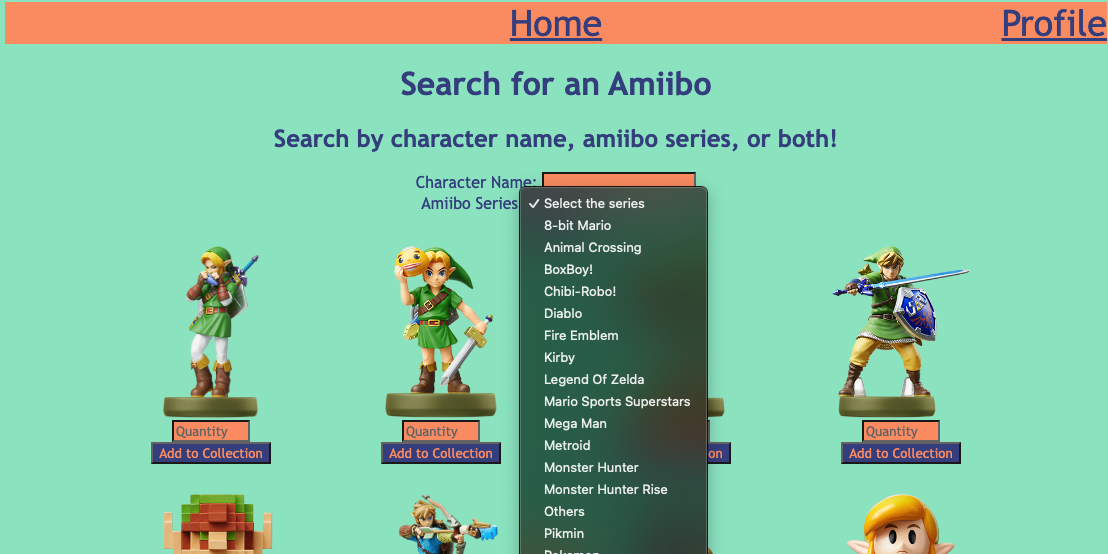 Home
Profile
Search for an Amiibo
Search by character name, amiibo series, or both!
Character Name:
Amiibo Series
✓ Select the series
8-bit Mario
Animal Crossing
BoxBoy!
Chibi-Robo!
Diablo
Fire Emblem
Kirby
Legend Of Zelda
Mario Sports Superstars
Mega Man
Metroid
Monster Hunter
Monster Hunter Rise
Others
Pikmin
Quantity
Quantity
Quantity
Add to Collection
Add to Collection
on
Add to Collection